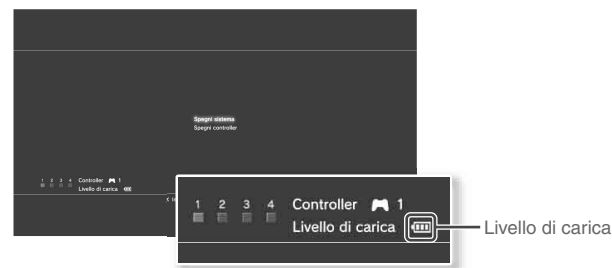 Spegni sistema
Spegni controller
1 2 3 4 Controller 1
Livello di carica
1 2 3 4 Controller 1
Livello di carica
Livello di carica